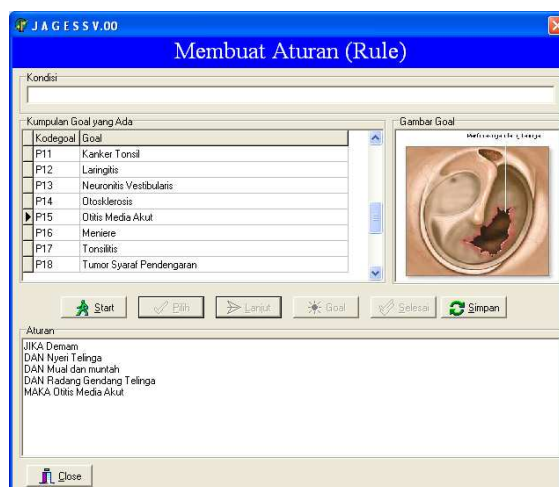 J A G E S S V.00
Membuat Aturan (Rule)
Kondisi
Kumpulan Goal yang Ada
Kodegoal Goal
P11 Kanker Tonsil
P12 Laringitis
P13 Neuronitis Vestibularis
P14 Otosklerosis
P15 Otitis Media Akut
P16 Meniere
P17 Tonsilitis
P18 Tumor Syaraf Pendengaran
Gambar Goal
Start Pilih Lanjut Goal Selesai Simpan
Aturan
JIKA Demam
DAN Nyeri Telinga
DAN Mual dan muntah
DAN Radang Gendang Telinga
MAKA Otitis Media Akut
Close